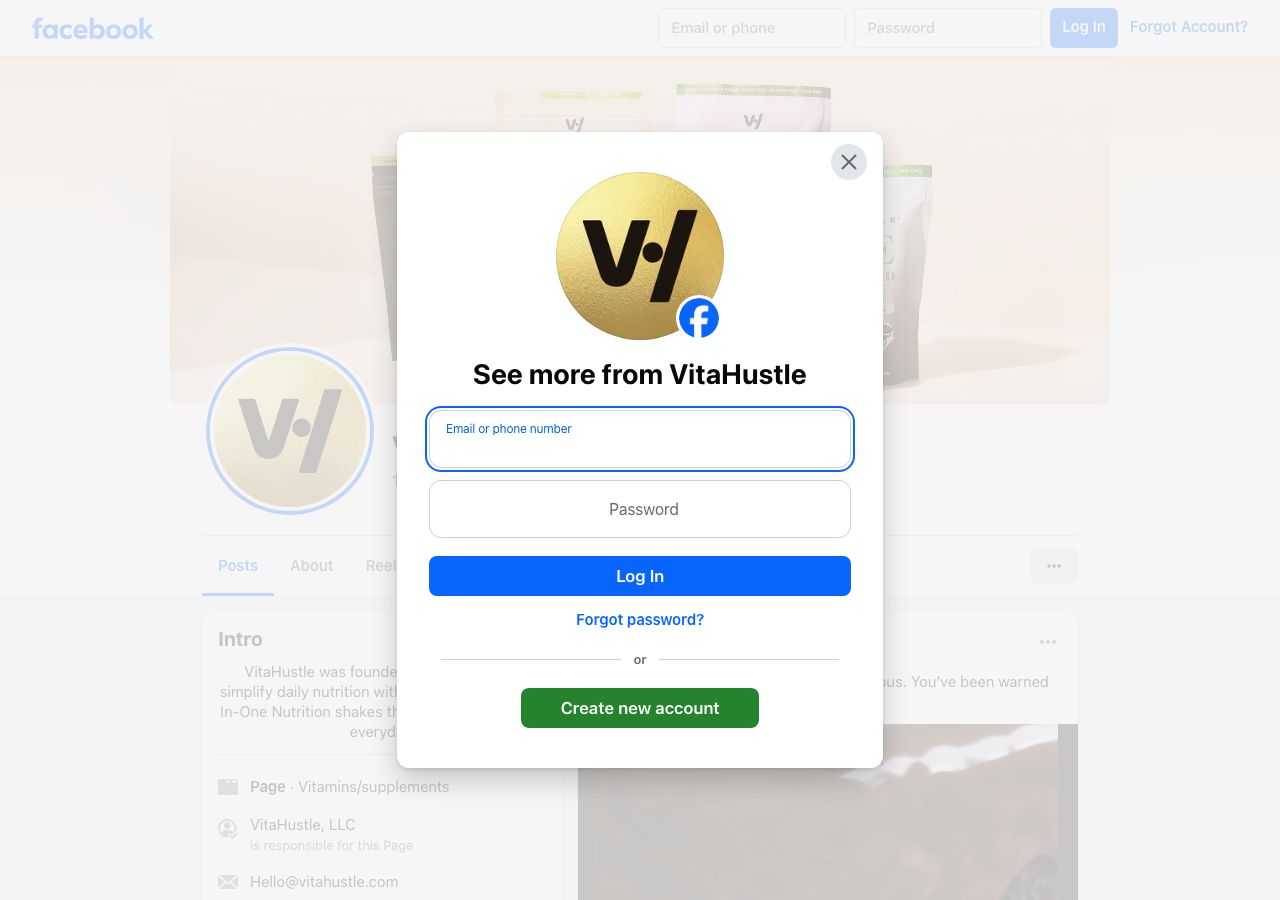 facebook
Email or phone
Password
Log In
Forgot Account?
See more from VitaHustle
Email or phone number
Password
Log In
Forgot password?
or
Create new account
Posts
About
Reel
Intro
VitaHustle was founde
simplify daily nutrition with
In-One Nutrition shakes th
everyda
Page · Vitamins/supplements
VitaHustle, LLC
is responsible for this Page
Hello@vitahustle.com
ous. You've been warned